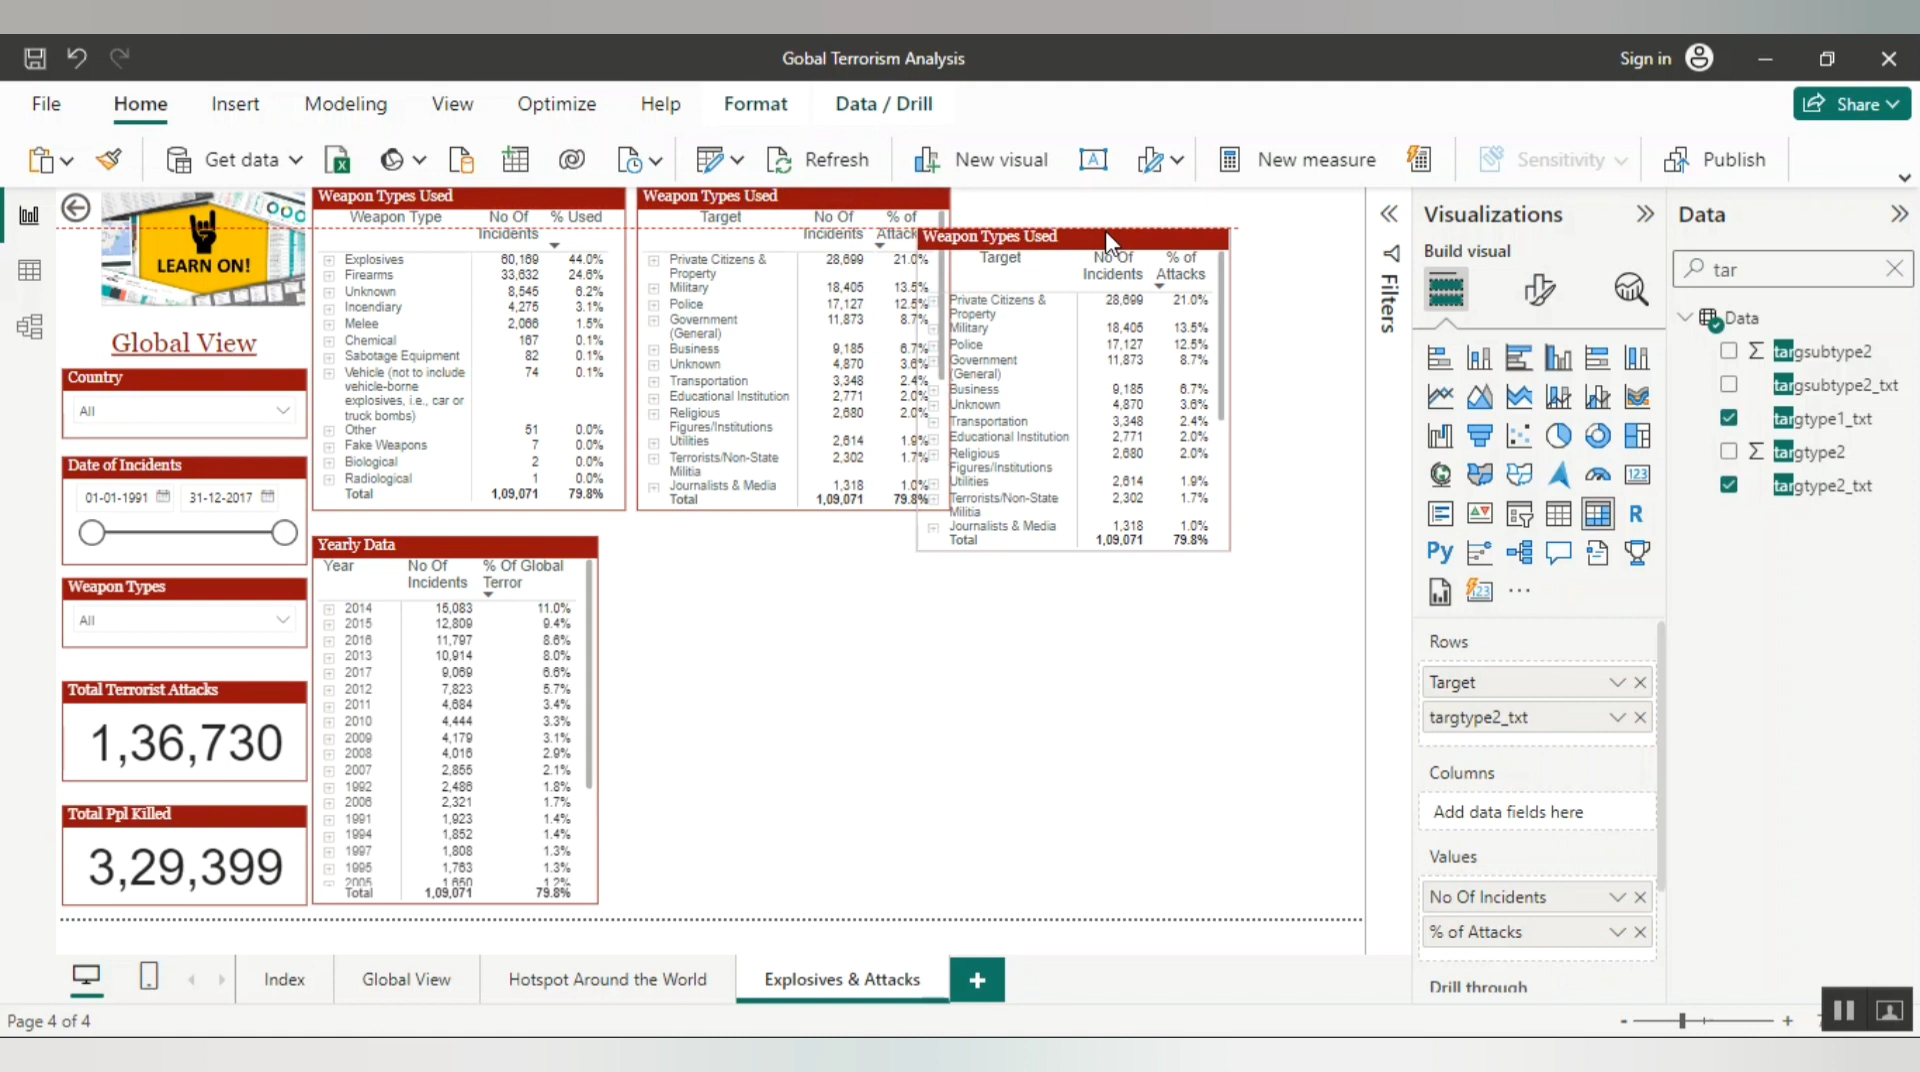 Gobal Terrorism Analysis
Sign in
File Home Insert Modeling View Optimize Help Format Data / Drill
Share
Get data
Refresh
New visual
New measure
Sensitivity
Publish
LEARN ON!
Global View
Country
All
Date of Incidents
01-01-1991 31-12-2017
Weapon Types
All
Total Terrorist Attacks
1,36,730
Total Ppl Killed
3,29,399
Weapon Types Used
Weapon Type No Of Incidents % Used
Explosives 60,169 44.0%
Firearms 33,632 24.6%
Unknown 8,545 6.2%
Incendiary 4,275 3.1%
Melee 2,066 1.5%
Chemical 167 0.1%
Sabotage Equipment 82 0.1%
Vehicle (not to include 74 0.1%
vehicle-borne
explosives, i.e., car or
truck bombs)
Other 51 0.0%
Fake Weapons 7 0.0%
Biological 2 0.0%
Radiological 1 0.0%
Total 1,09,071 79.8%
Yearly Data
Year No Of Incidents % Of Global Terror
2014 15,083 11.0%
2015 12,809 9.4%
2016 11,797 8.6%
2013 10,914 8.0%
2017 9,069 6.6%
2012 7,823 5.7%
2011 4,684 3.4%
2010 4,444 3.3%
2009 4,179 3.1%
2008 4,016 2.9%
2007 2,855 2.1%
1992 2,486 1.8%
2006 2,321 1.7%
1991 1,923 1.4%
1994 1,852 1.4%
1997 1,808 1.3%
1995 1,763 1.3%
2005 1,650 1.2%
Total 1,09,071 79.8%
Weapon Types Used
Target No Of Incidents % of Attack
Private Citizens & 28,699 21.0%
Property
Military 18,405 13.5%
Police 17,127 12.5%
Government 11,873 8.7%
(General)
Business 9,185 6.7%
Unknown 4,870 3.6%
Transportation 3,348 2.4%
Educational Institution 2,771 2.0%
Religious 2,680 2.0%
Figures/Institutions
Utilities 2,614 1.9%
Terrorists/Non-State 2,302 1.7%
Militia
Journalists & Media 1,318 1.0%
Total 1,09,071 79.8%
Weapon Types Used
Target No Of Incidents % of Attacks
Private Citizens & 28,699 21.0%
Property
Military 18,405 13.5%
Police 17,127 12.5%
Government 11,873 8.7%
(General)
Business 9,185 6.7%
Unknown 4,870 3.6%
Transportation 3,348 2.4%
Educational Institution 2,771 2.0%
Religious 2,680 2.0%
Figures/Institutions
Utilities 2,614 1.9%
Terrorists/Non-State 2,302 1.7%
Militia
Journalists & Media 1,318 1.0%
Total 1,09,071 79.8%
Filters
Visualizations
Build visual
123
R
Py
123
Rows
Target
targtype2_txt
Columns
Add data fields here
Values
No Of Incidents
% of Attacks
Drill through
Data
tar
Data
targsubtype2
targsubtype2_txt
targtype1_txt
targtype2
targtype2_txt
Index Global View Hotspot Around the World Explosives & Attacks
Page 4 of 4